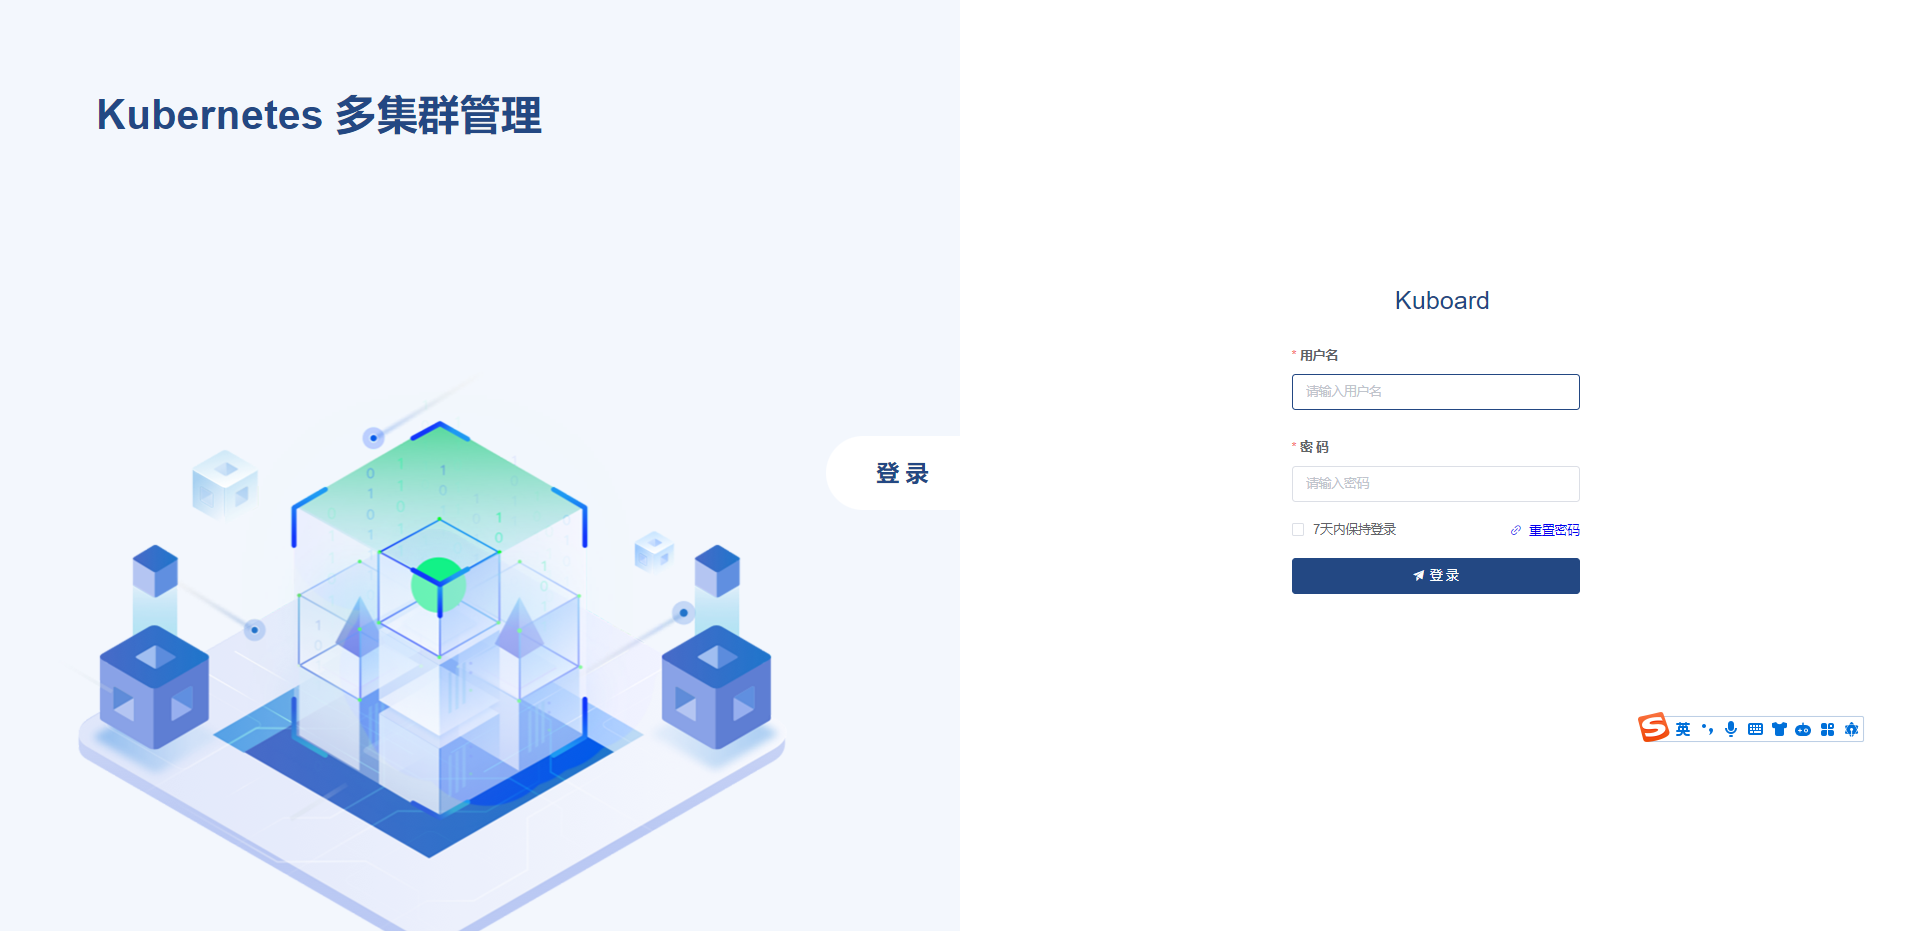 Kubernetes 多集群管理
登 录
Kuboard
* 用户名
请输入用户名
* 密 码
请输入密码
7天内保持登录
重置密码
登 录
S 英